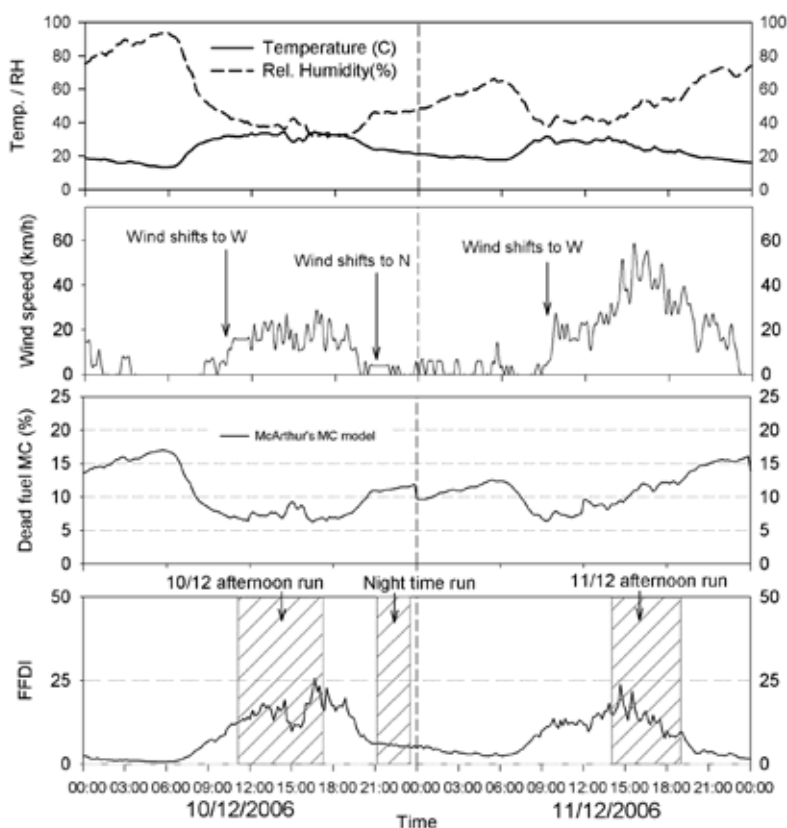 100
80
60
40
20
0
Temp. / RH
Temperature (C)
Rel. Humidity(%)
100
80
60
40
20
0
60
40
20
0
Wind speed (km/h)
Wind shifts to W
Wind shifts to N
Wind shifts to W
60
40
20
0
25
20
15
10
5
0
Dead fuel MC (%)
McArthur's MC model
25
20
15
10
5
0
10/12 afternoon run
Night time run
11/12 afternoon run
50
25
0
FFDI
50
25
0
00:00 03:00 06:00 09:00 12:00 15:00 18:00 21:00 00:00 03:00 06:00 09:00 12:00 15:00 18:00 21:00 00:00
10/12/2006
Time
11/12/2006